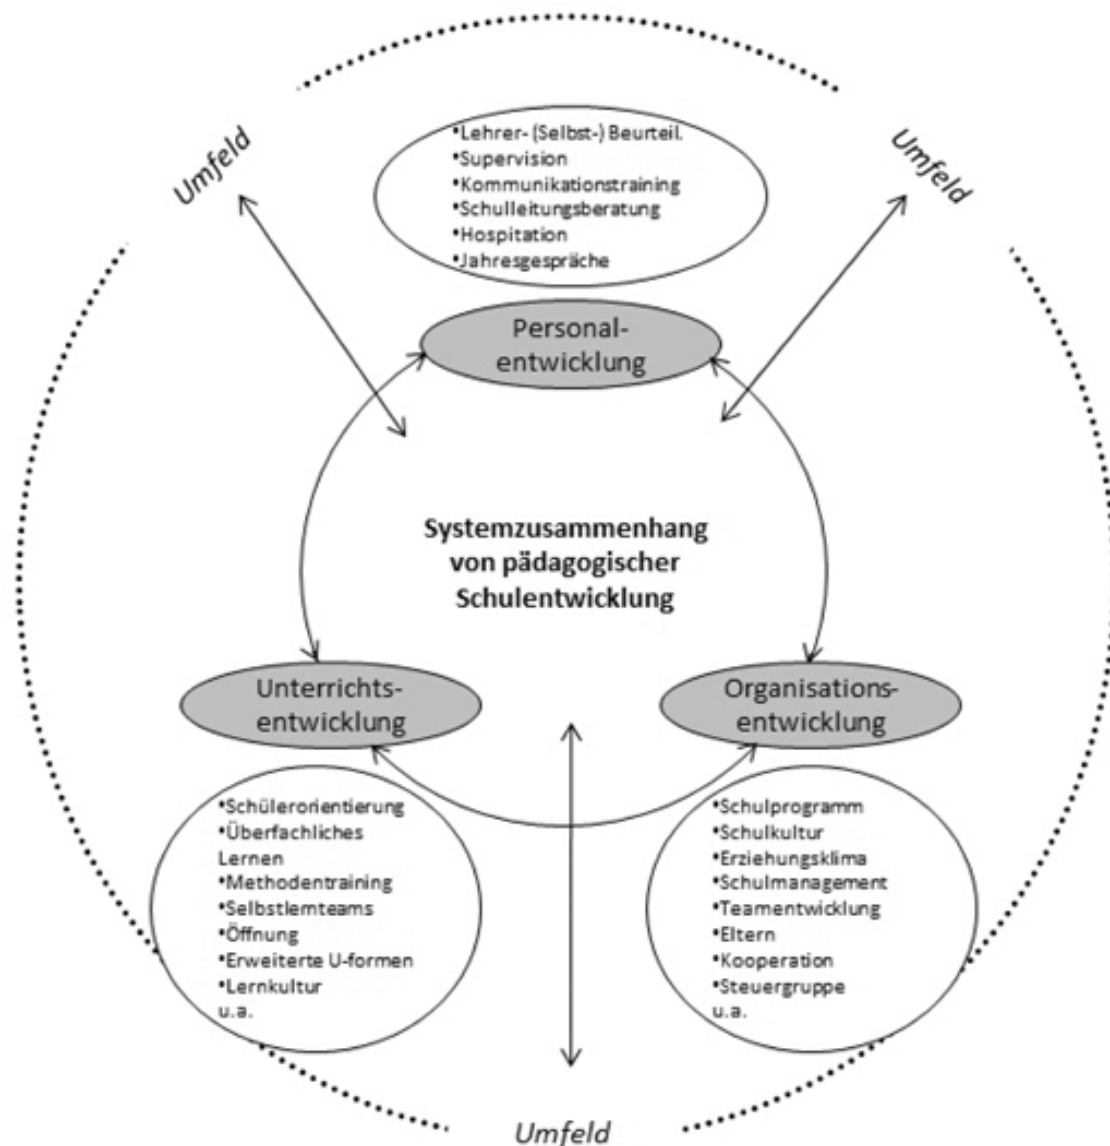 Umfeld
Umfeld
•Lehrer- (Selbst-) Beurteil.
•Supervision
•Kommunikationstraining
•Schulleitungsberatung
•Hospitation
•Jahresgespräche
Personal-
entwicklung
Systemzusammenhang
von pädagogischer
Schulentwicklung
Unterrichts-
entwicklung
Organisations-
entwicklung
•Schülerorientierung
•Überfachliches
Lernen
•Methodentraining
•Selbstlernteams
•Öffnung
•Erweiterte U-formen
•Lernkultur
u.a.
•Schulprogramm
•Schulkultur
•Erziehungsklima
•Schulmanagement
•Teamentwicklung
•Eltern
•Kooperation
•Steuergruppe
u.a.
Umfeld